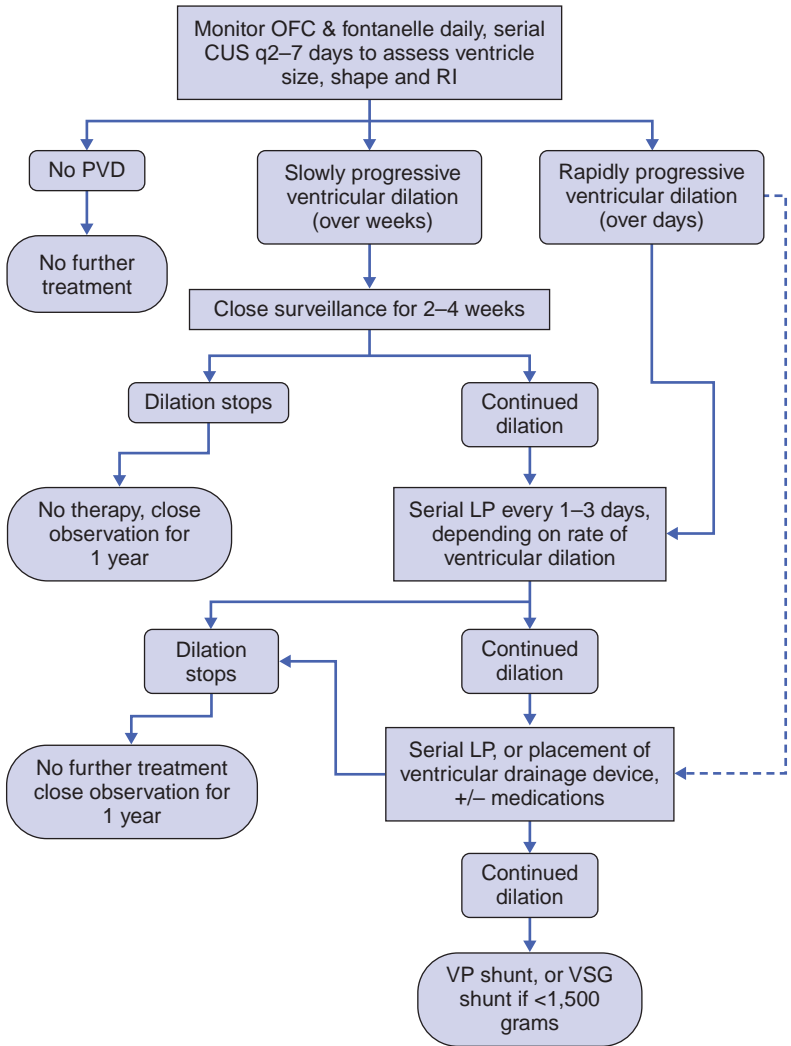 Monitor OFC & fontanelle daily, serial
CUS q2–7 days to assess ventricle
size, shape and RI
No PVD
Slowly progressive
ventricular dilation
(over weeks)
Rapidly progressive
ventricular dilation
(over days)
No further
treatment
Close surveillance for 2–4 weeks
Dilation stops
Continued
dilation
No therapy, close
observation for
1 year
Serial LP every 1–3 days,
depending on rate of
ventricular dilation
Dilation
stops
Continued
dilation
No further treatment
close observation for
1 year
Serial LP, or placement of
ventricular drainage device,
+/– medications
Continued
dilation
VP shunt, or VSG
shunt if <1,500
grams